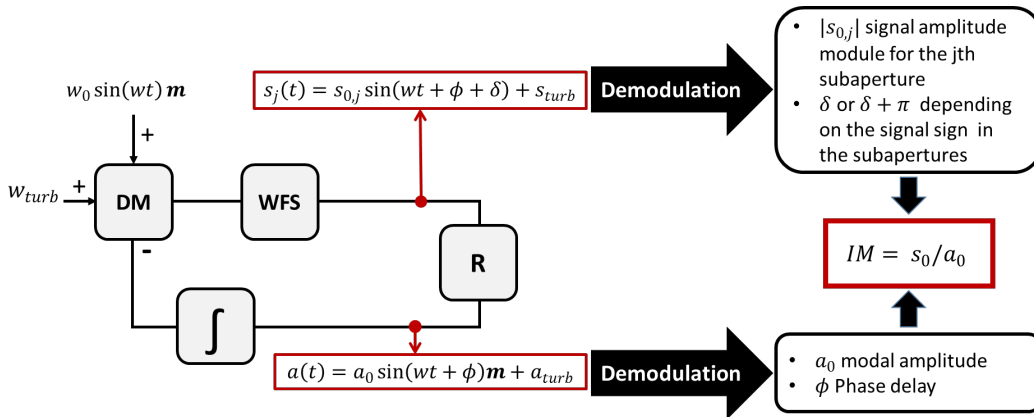 w₀ sin(wt) m
+
w_turb
+
DM
-
WFS
s_j(t) = s_{0,j} sin(wt + ϕ + δ) + s_turb
R
∫
a(t) = a₀ sin(wt + ϕ)m + a_turb
Demodulation
Demodulation
• |s_{0,j}| signal amplitude
module for the jth
subaperture
• δ or δ + π depending
on the signal sign in
the subapertures
IM = s₀/a₀
• a₀ modal amplitude
• ϕ Phase delay